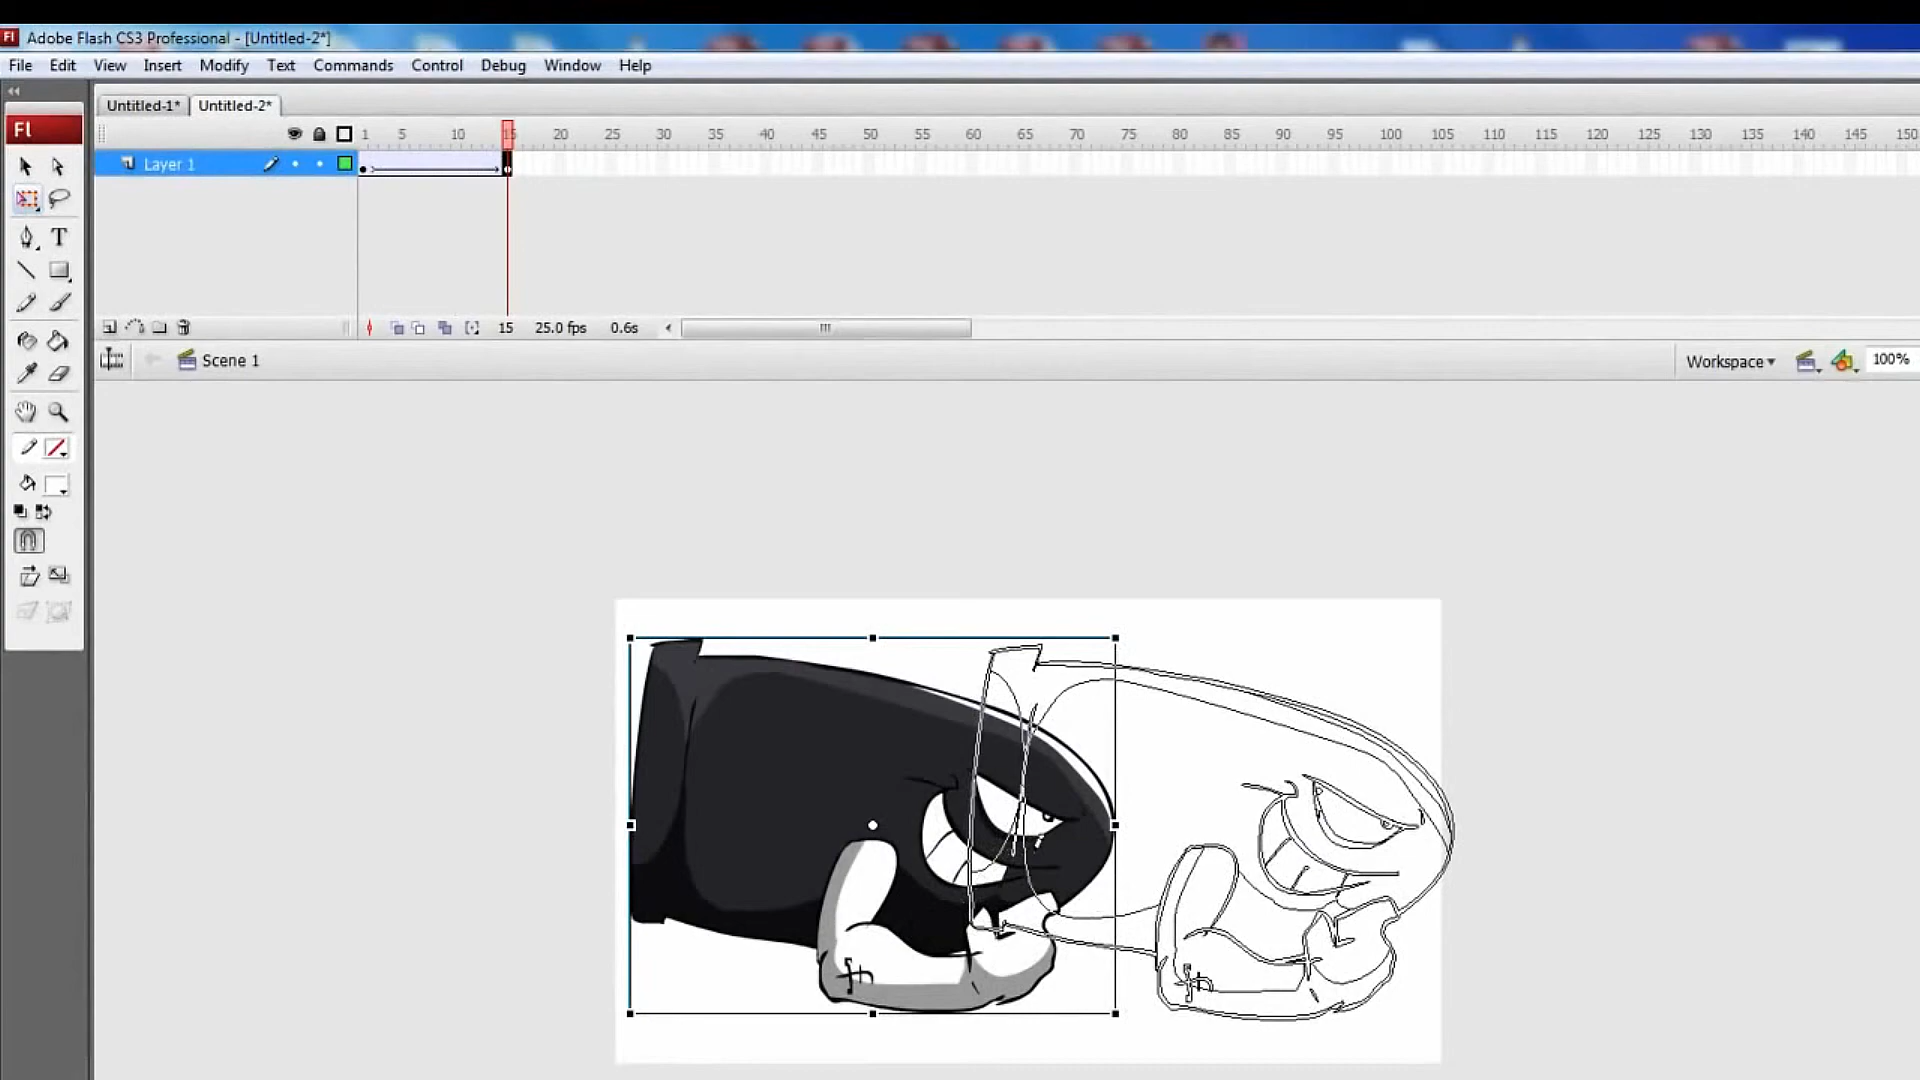 Fl Adobe Flash CS3 Professional - [Untitled-2*]
File Edit View Insert Modify Text Commands Control Debug Window Help
Untitled-1* Untitled-2*
Fl
1 5 10 15 20 25 30 35 40 45 50 55 60 65 70 75 80 85 90 95 100 105 110 115 120 125 130 135 140 145 150
Layer 1
15 25.0 fps 0.6s
Scene 1
Workspace 100%